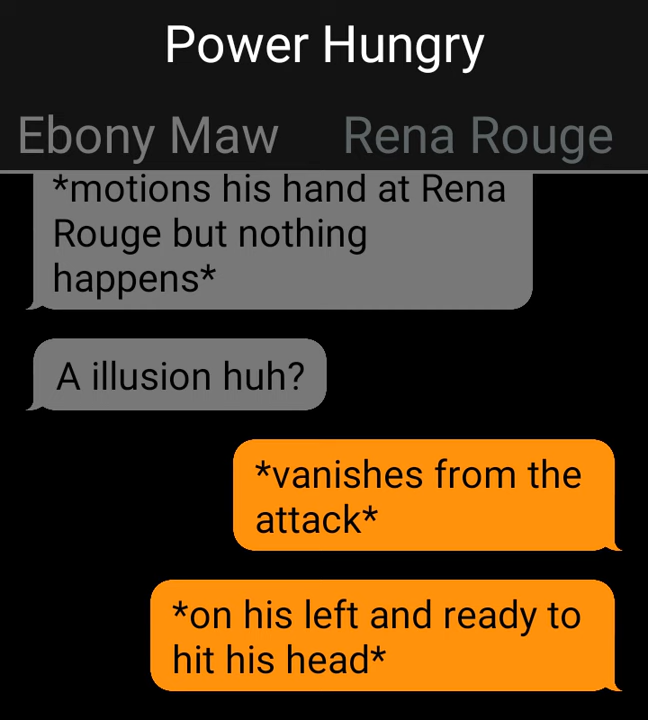 Power Hungry
Ebony Maw Rena Rouge
*motions his hand at Rena
Rouge but nothing
happens*
A illusion huh?
*vanishes from the
attack*
*on his left and ready to
hit his head*